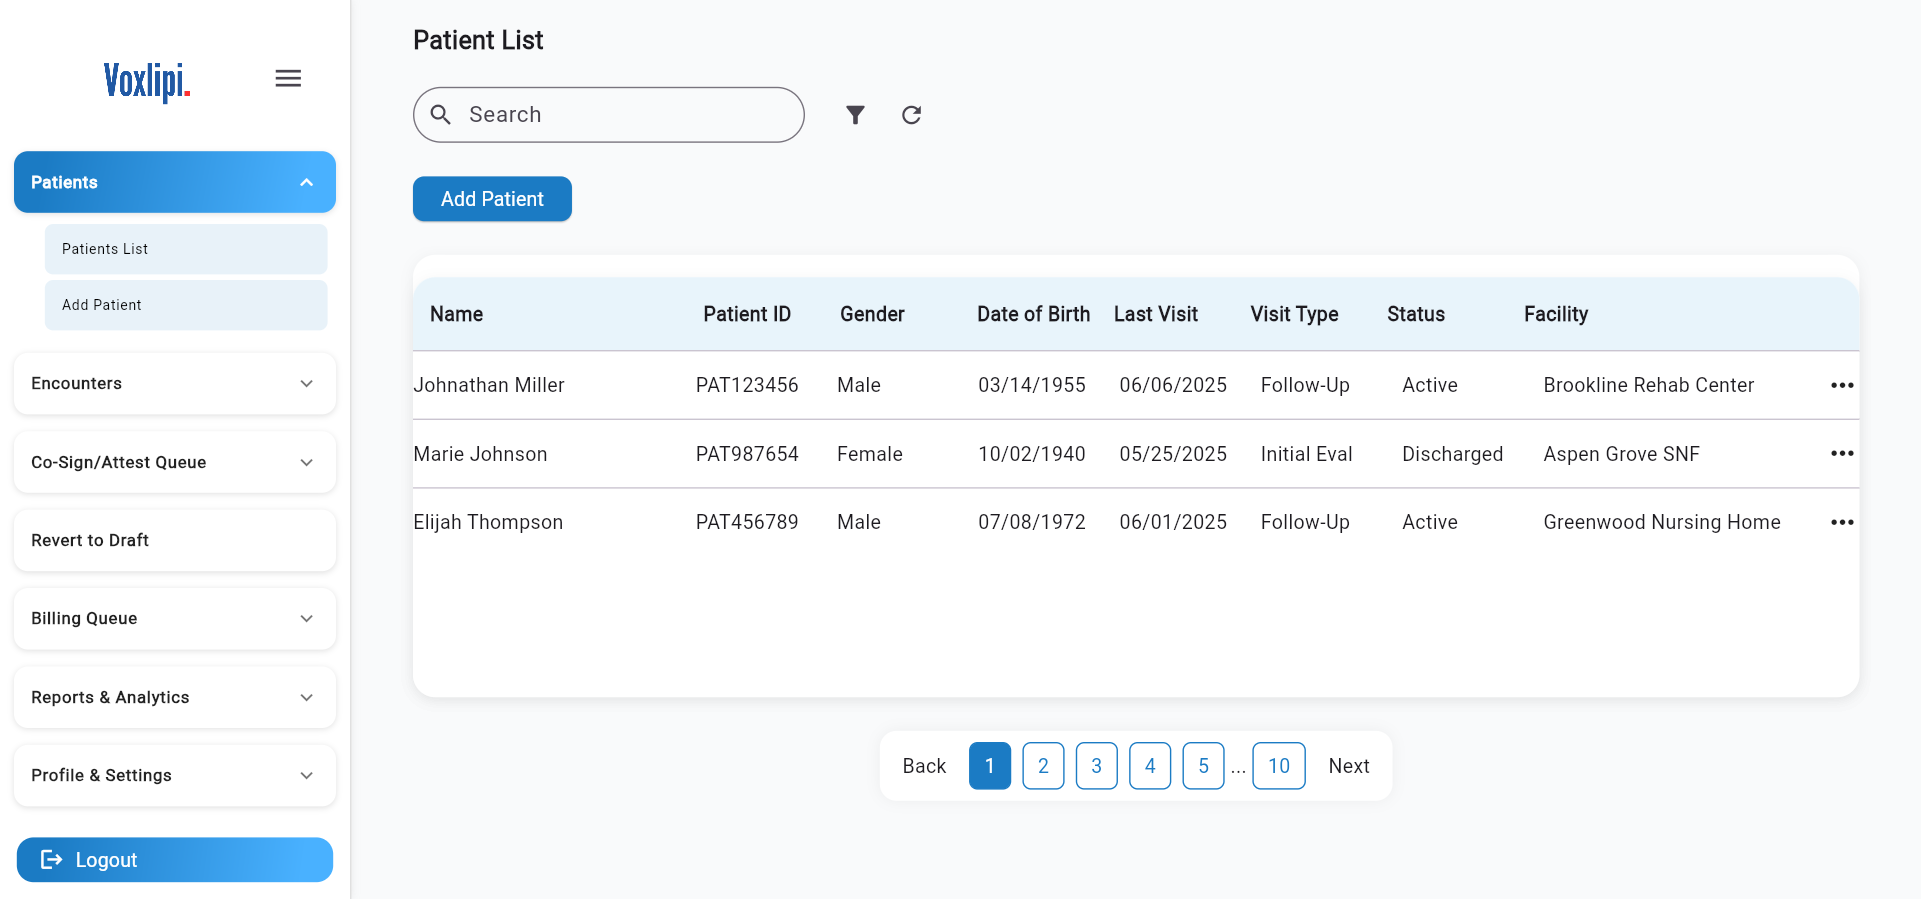 Voxlipi.
Patients
Patients List
Add Patient
Encounters
Co-Sign/Attest Queue
Revert to Draft
Billing Queue
Reports & Analytics
Profile & Settings
Logout
Patient List
Search
Add Patient
Name Patient ID Gender Date of Birth Last Visit Visit Type Status Facility
Johnathan Miller PAT123456 Male 03/14/1955 06/06/2025 Follow-Up Active Brookline Rehab Center
Marie Johnson PAT987654 Female 10/02/1940 05/25/2025 Initial Eval Discharged Aspen Grove SNF
Elijah Thompson PAT456789 Male 07/08/1972 06/01/2025 Follow-Up Active Greenwood Nursing Home
Back 1 2 3 4 5 ... 10 Next